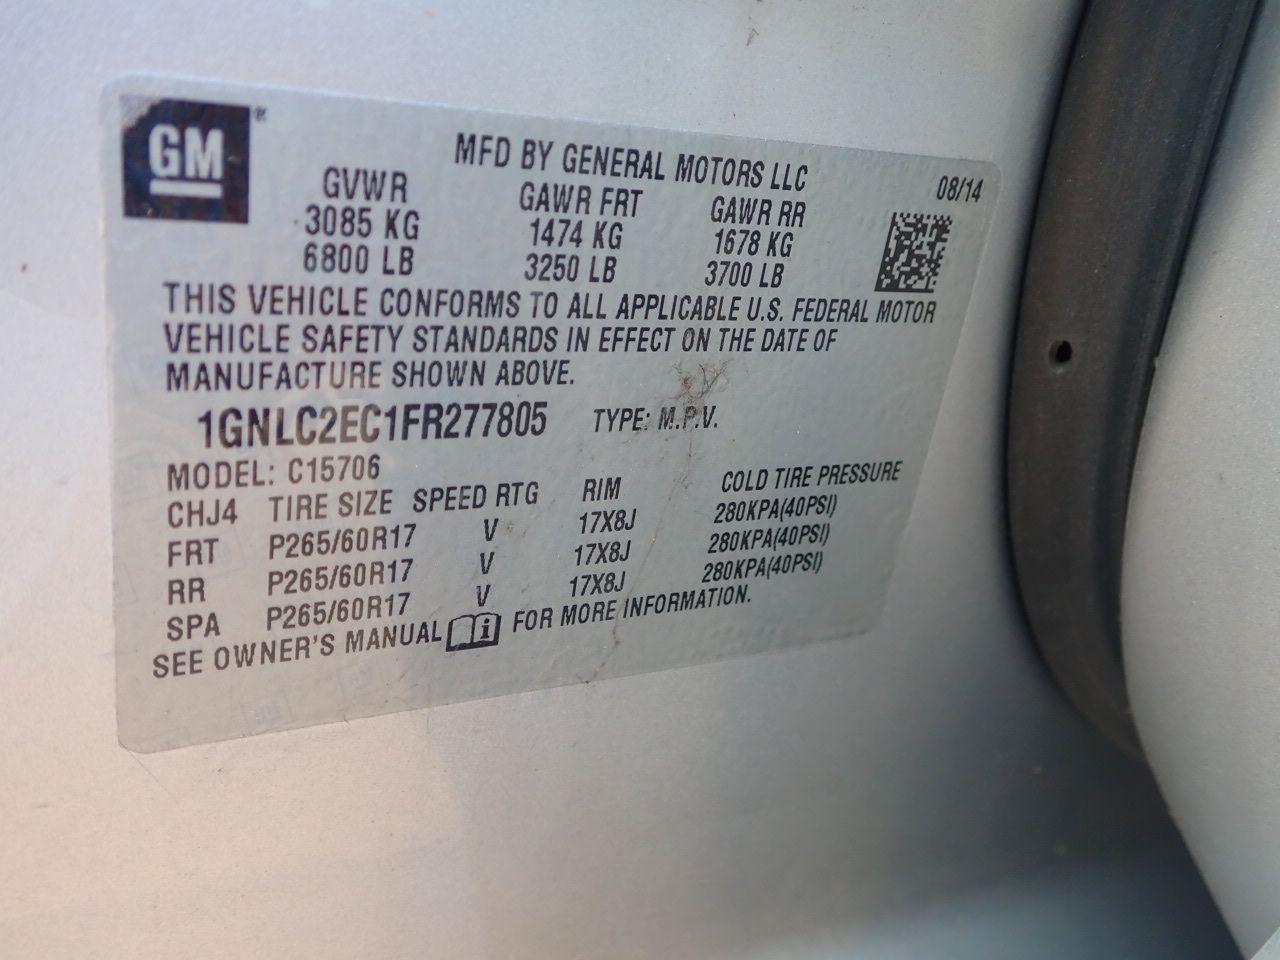 GM®
MFD BY GENERAL MOTORS LLC
08/14
GVWR GAWR FRT GAWR RR
3085 KG 1474 KG 1678 KG
6800 LB 3250 LB 3700 LB
THIS VEHICLE CONFORMS TO ALL APPLICABLE U.S. FEDERAL MOTOR
VEHICLE SAFETY STANDARDS IN EFFECT ON THE DATE OF
MANUFACTURE SHOWN ABOVE.
1GNLC2EC1FR277805 TYPE: M.P.V.
MODEL: C15706
CHJ4 TIRE SIZE SPEED RTG RIM COLD TIRE PRESSURE
FRT P265/60R17 V 17X8J 280KPA(40PSI)
RR P265/60R17 V 17X8J 280KPA(40PSI)
SPA P265/60R17 V 17X8J 280KPA(40PSI)
SEE OWNER'S MANUAL i FOR MORE INFORMATION.